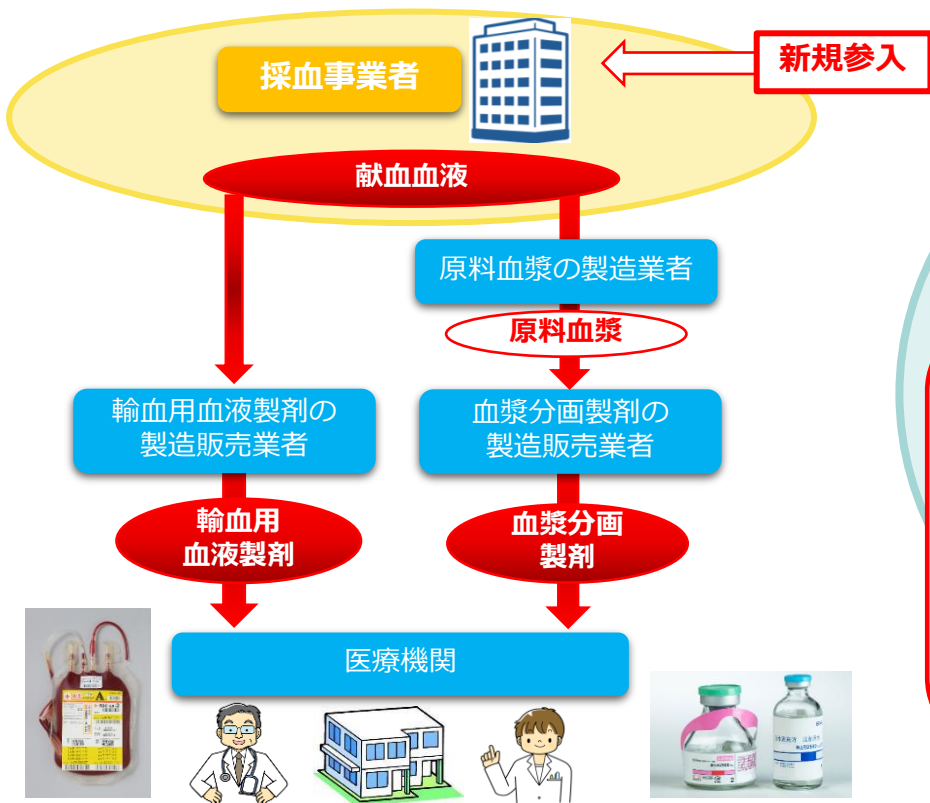 採血事業者
新規参入
献血血液
原料血漿の製造業者
原料血漿
輸血用血液製剤の
製造販売業者
血漿分画製剤の
製造販売業者
輸血用
血液製剤
血漿分画
製剤
医療機関
A